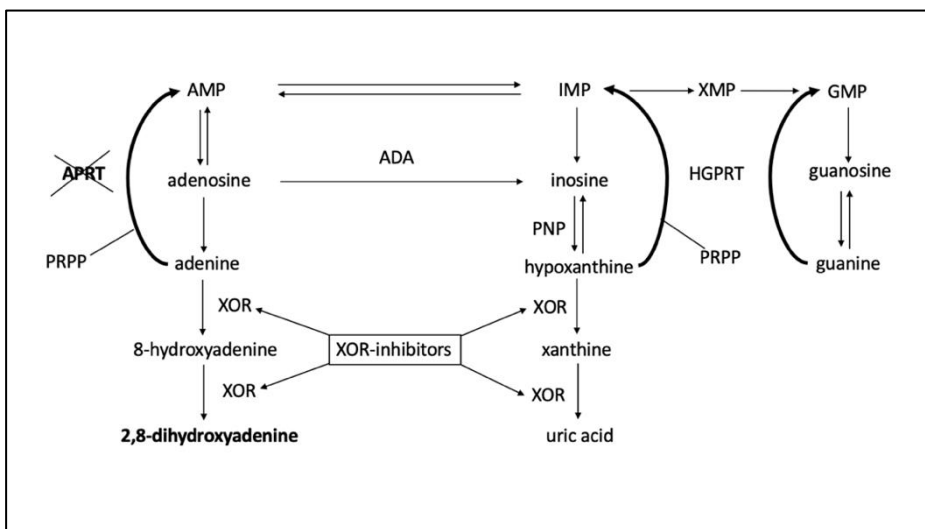 AMP IMP XMP GMP
ADA
APRT HGPRT guanosine
adenosine inosine
PNP
PRPP adenine hypoxanthine PRPP guanine
XOR XOR
8-hydroxyadenine XOR-inhibitors xanthine
XOR XOR
2,8-dihydroxyadenine uric acid